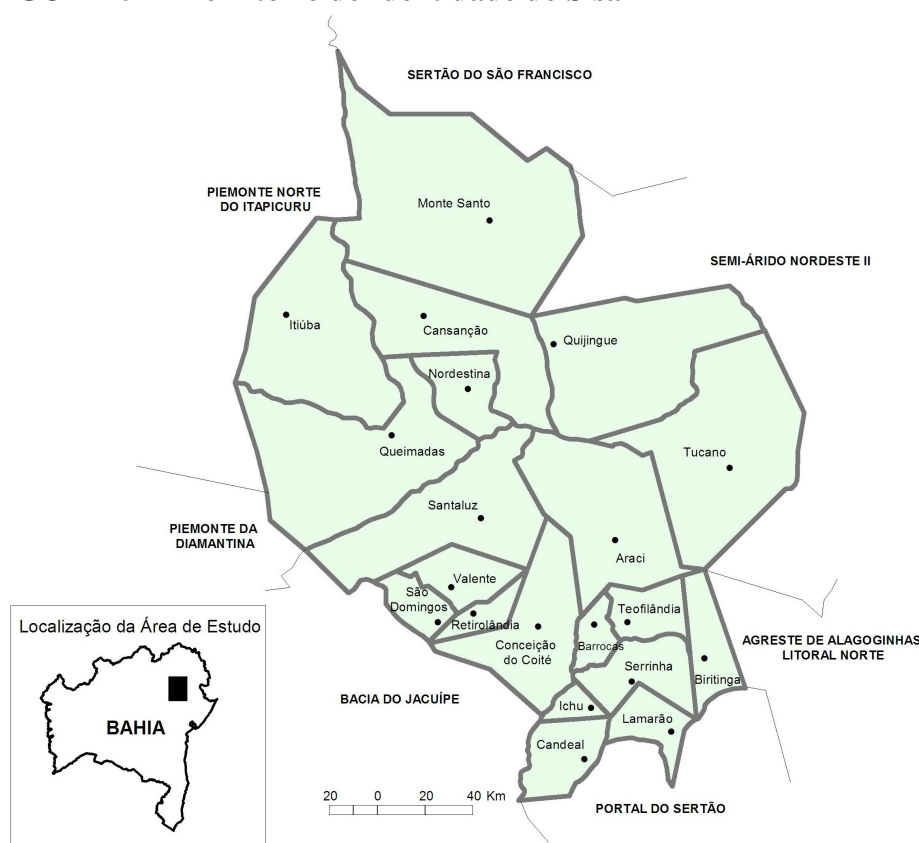 SERTÃO DO SÃO FRANCISCO
PIEMONTE NORTE
DO ITAPICURU
Monte Santo
SEMI-ÁRIDO NORDESTE II
Itiúba
Cansanção
Quijingue
Nordestina
Queimadas
Tucano
Santaluz
PIEMONTE DA
DIAMANTINA
Araci
Valente
São
Domingos
Retirolândia
Teofilândia
Conceição
do Coité
Barrocas
AGRESTE DE ALAGOGINHAS
LITORAL NORTE
Serrinha
Biritinga
BACIA DO JACUÍPE
Ichu
Lamarão
Candeal
PORTAL DO SERTÃO
20 0 20 40 Km
Localização da Área de Estudo
BAHIA